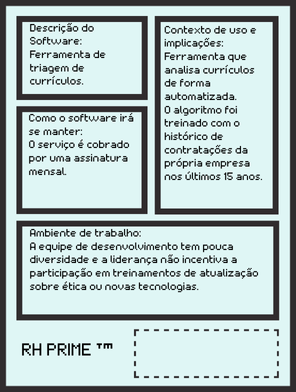 Descrição do
Software:
Ferramenta de
triagem de
currículos.
Como o software irá
se manter:
O serviço é cobrado
por uma assinatura
mensal.
Contexto de uso e
implicações:
Ferramenta que
analisa currículos
de forma
automatizada.
O algoritmo foi
treinado com o
histórico de
contratações da
própria empresa
nos últimos 15 anos.
Ambiente de trabalho:
A equipe de desenvolvimento tem pouca
diversidade e a liderança não incentiva a
participação em treinamentos de atualização
sobre ética ou novas tecnologias.
RH PRIME ™